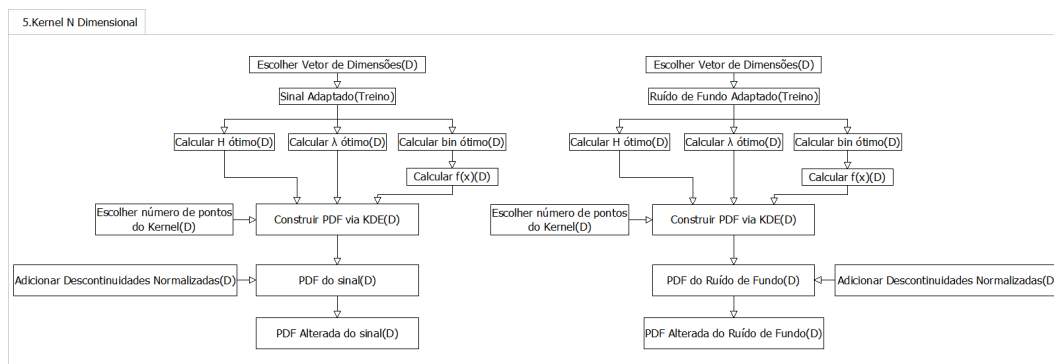 5.Kernel N Dimensional
Escolher Vetor de Dimensões(D)
Sinal Adaptado(Treino)
Calcular H ótimo(D)
Calcular λ ótimo(D)
Calcular bin ótimo(D)
Calcular f(x)(D)
Escolher número de pontos
do Kernel(D)
Construir PDF via KDE(D)
Adicionar Descontinuidades Normalizadas(D)
PDF do sinal(D)
PDF Alterada do sinal(D)
Escolher Vetor de Dimensões(D)
Ruído de Fundo Adaptado(Treino)
Calcular H ótimo(D)
Calcular λ ótimo(D)
Calcular bin ótimo(D)
Calcular f(x)(D)
Escolher número de pontos
do Kernel(D)
Construir PDF via KDE(D)
PDF do Ruído de Fundo(D)
Adicionar Descontinuidades Normalizadas(D
PDF Alterada do Ruído de Fundo(D)